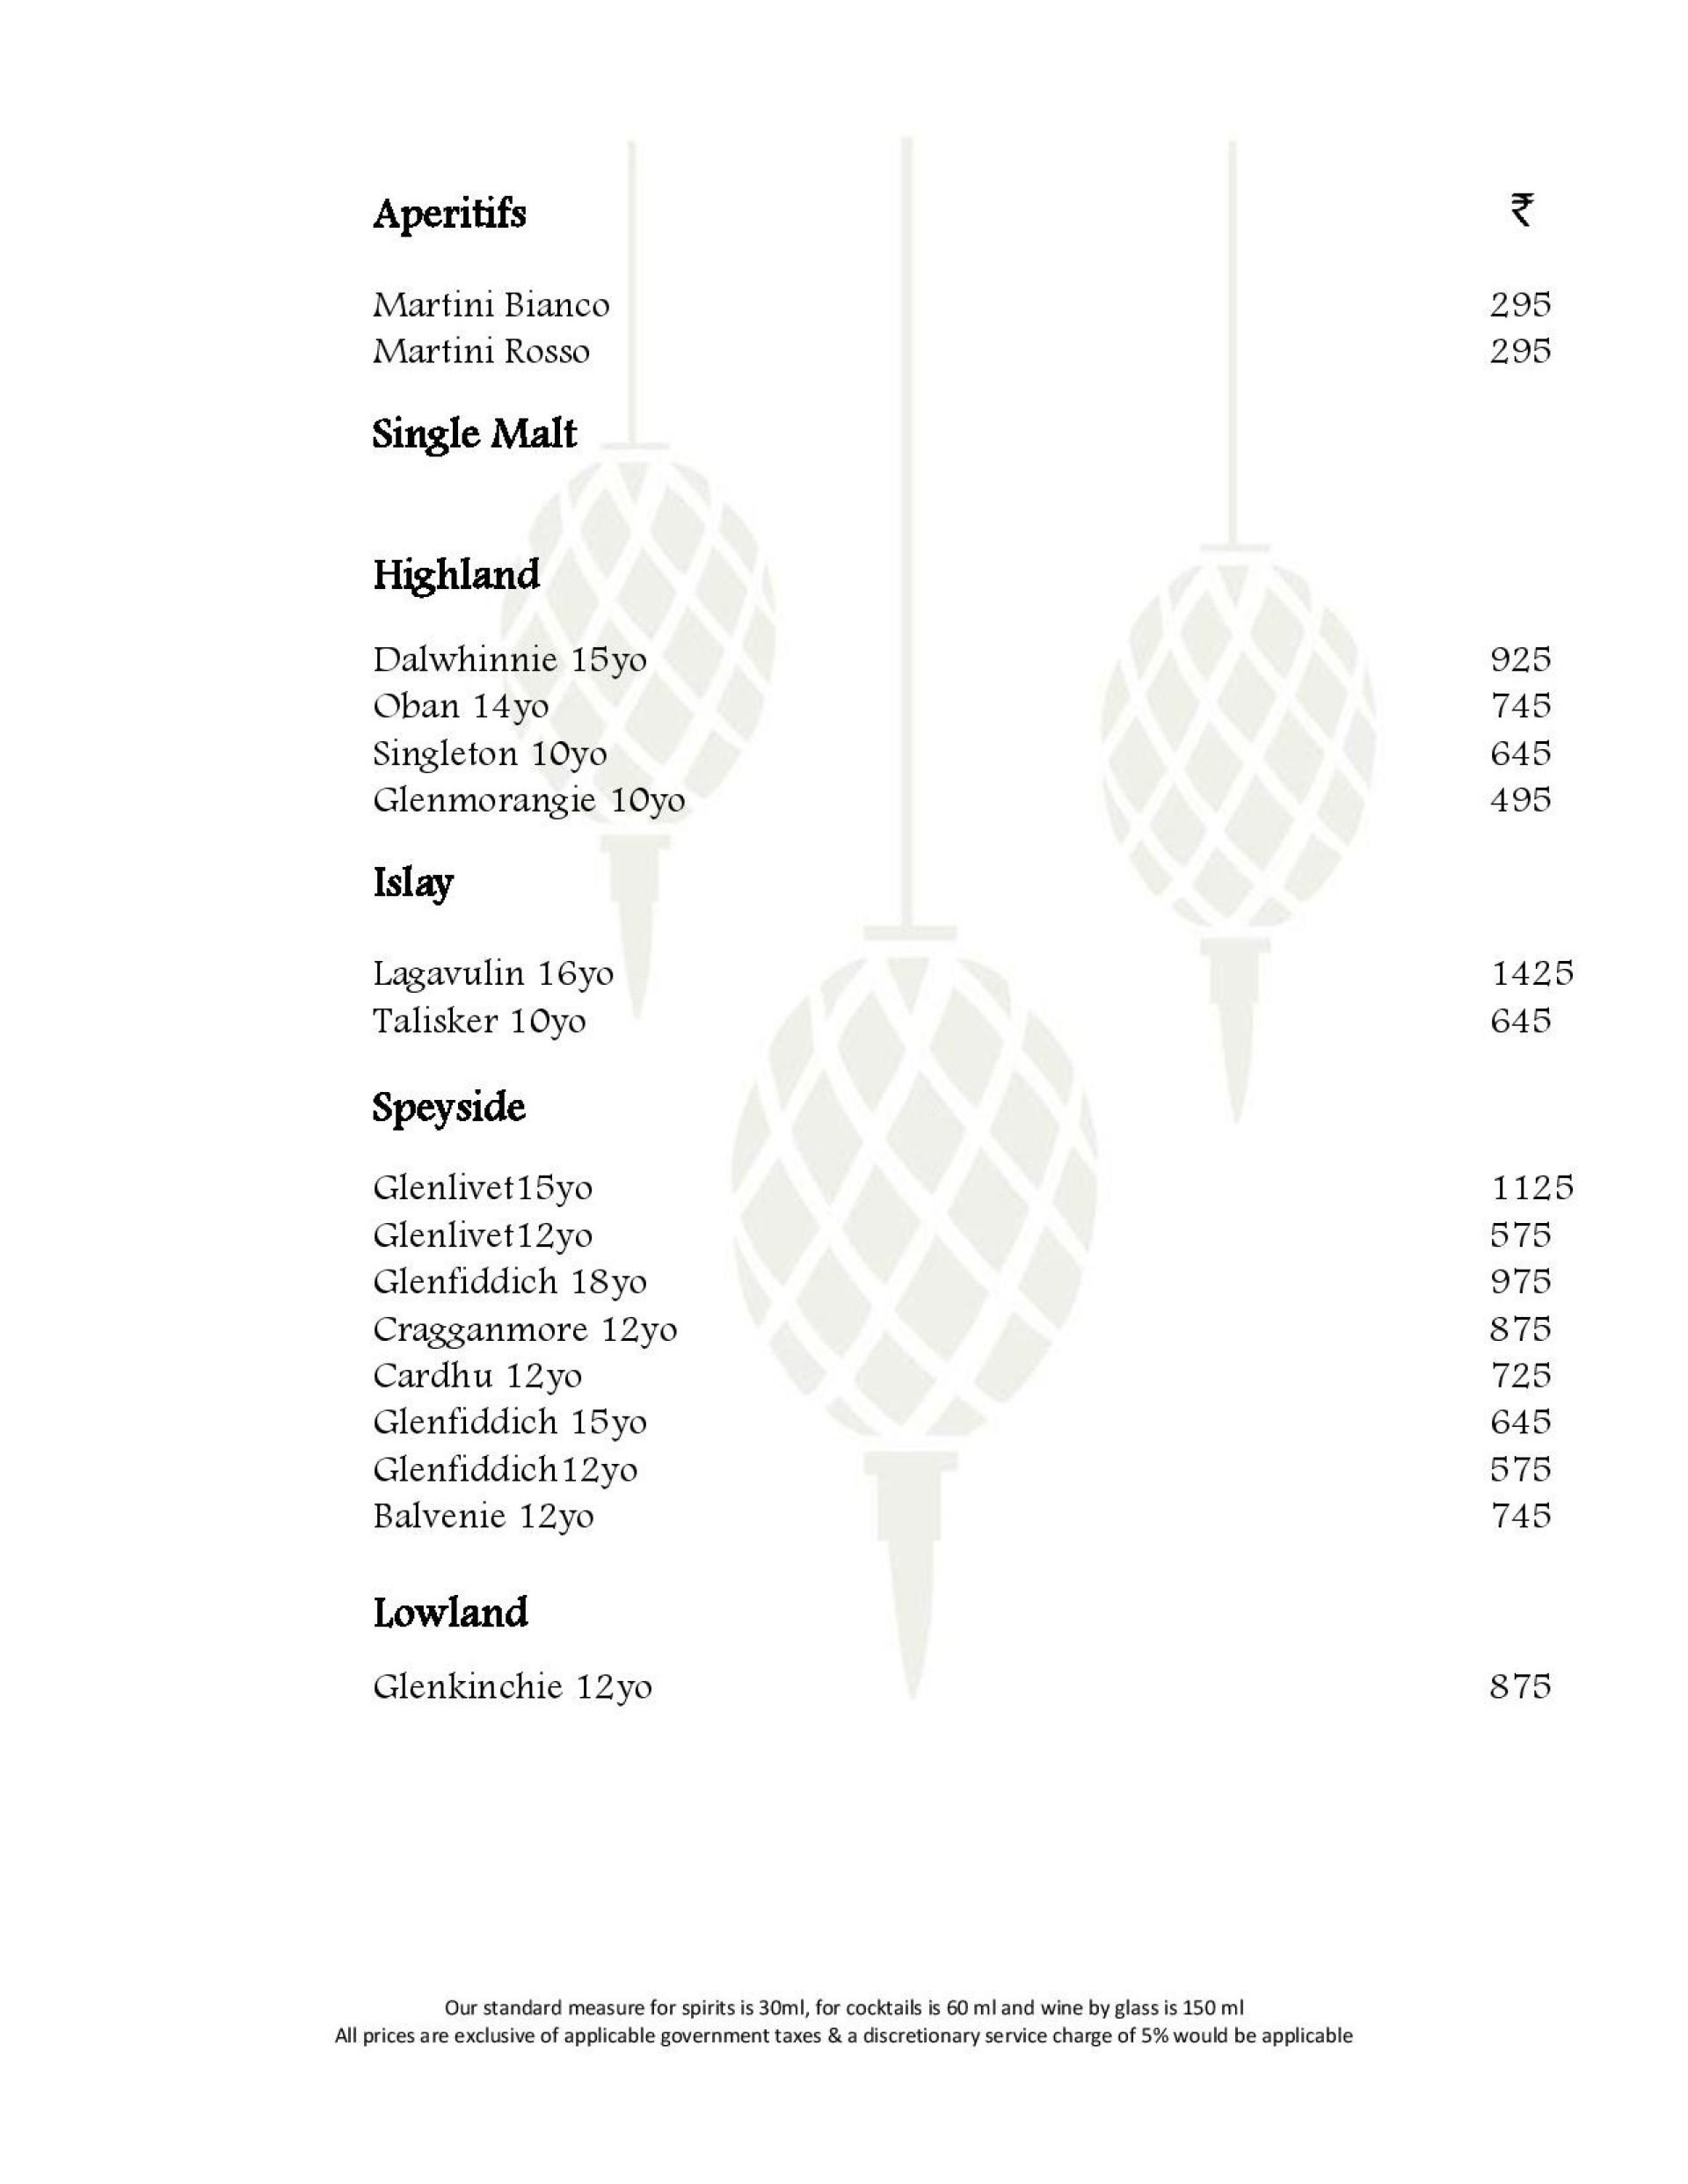 Aperitifs ₹
Martini Bianco 295
Martini Rosso 295
Single Malt
Highland
Dalwhinnie 15yo 925
Oban 14yo 745
Singleton 10yo 645
Glenmorangie 10yo 495
Islay
Lagavulin 16yo 1425
Talisker 10yo 645
Speyside
Glenlivet15yo 1125
Glenlivet12yo 575
Glenfiddich 18yo 975
Cragganmore 12yo 875
Cardhu 12yo 725
Glenfiddich 15yo 645
Glenfiddich12yo 575
Balvenie 12yo 745
Lowland
Glenkinchie 12yo 875
Our standard measure for spirits is 30ml, for cocktails is 60 ml and wine by glass is 150 ml
All prices are exclusive of applicable government taxes & a discretionary service charge of 5% would be applicable